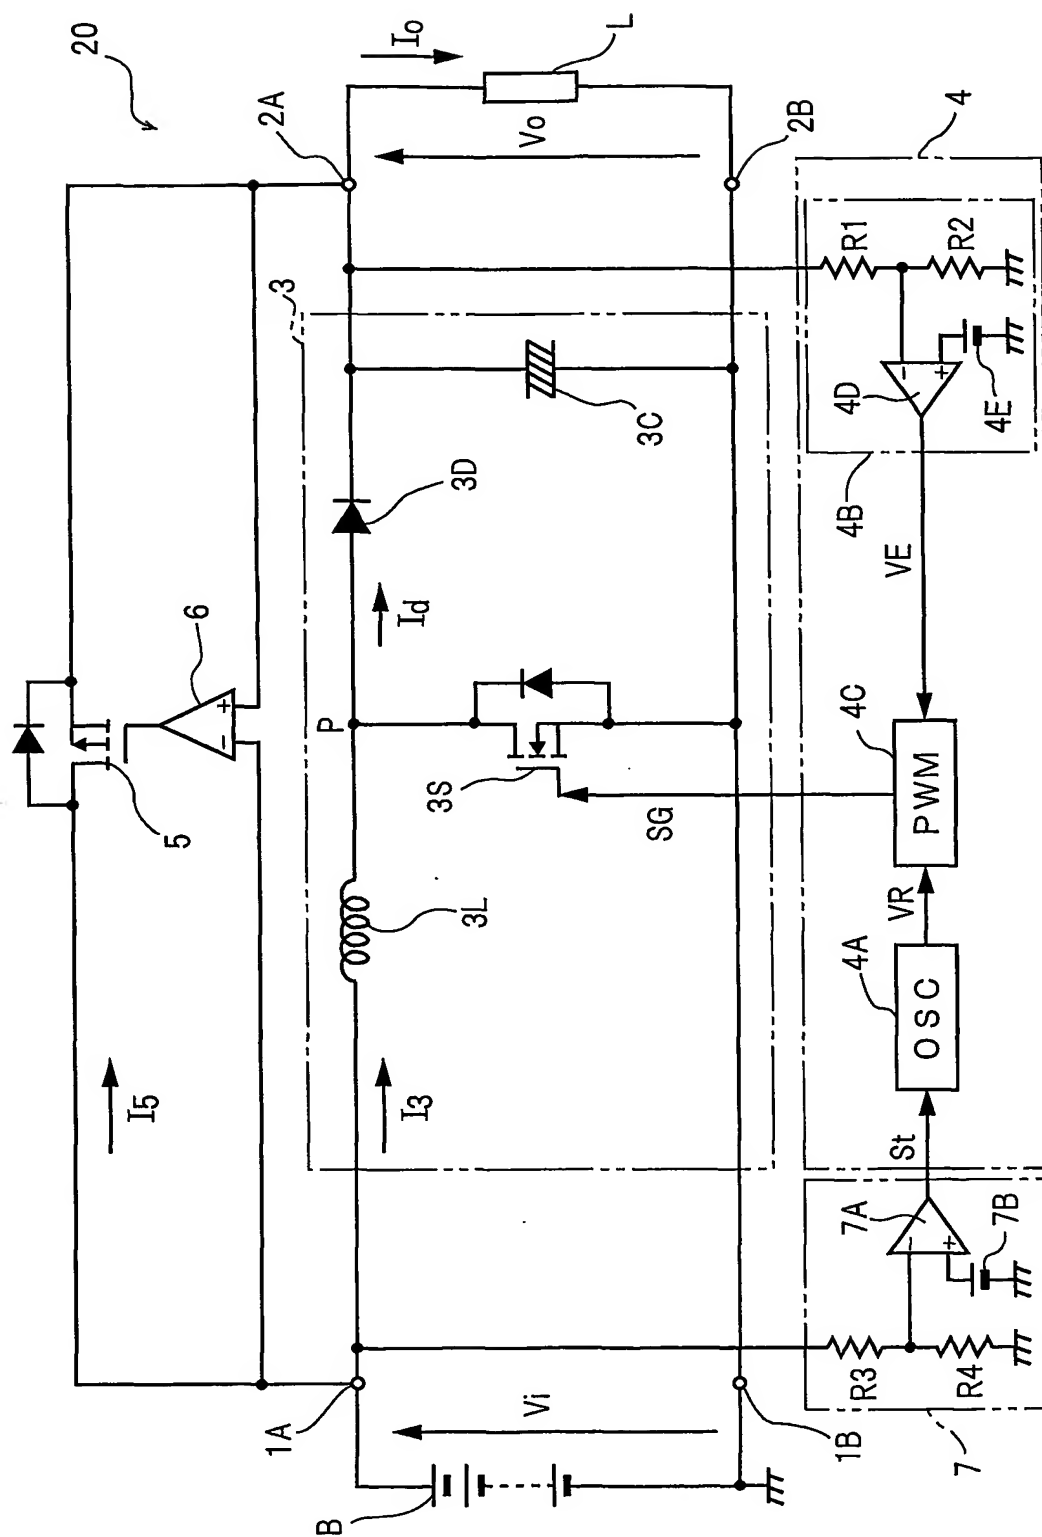 20
Io
L
2A
Vo
2B
4
3
R1
R2
−
+
4D
4E
4B
3C
3D
Id
VE
6
−
+
5
P
3S
SG
4C
PWM
VR
3L
4A
OSC
I5
I3
St
7A
7B
−
+
1A
Vi
1B
R3
R4
7
B